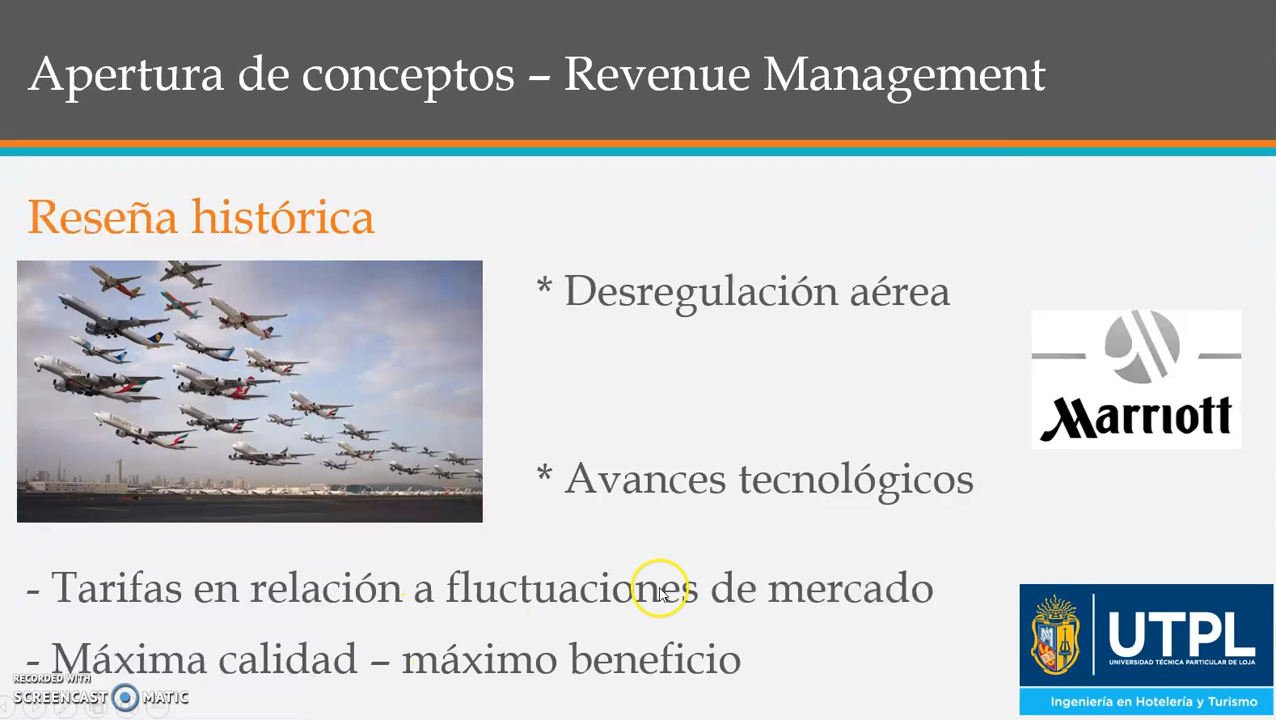 Apertura de conceptos – Revenue Management
Reseña histórica
* Desregulación aérea
Marriott
* Avances tecnológicos
- Tarifas en relación a fluctuaciones de mercado
- Máxima calidad – máximo beneficio
RECORDED WITH
SCREENCAST MATIC
UTPL
UNIVERSIDAD TÉCNICA PARTICULAR DE LOJA
Ingeniería en Hotelería y Turismo